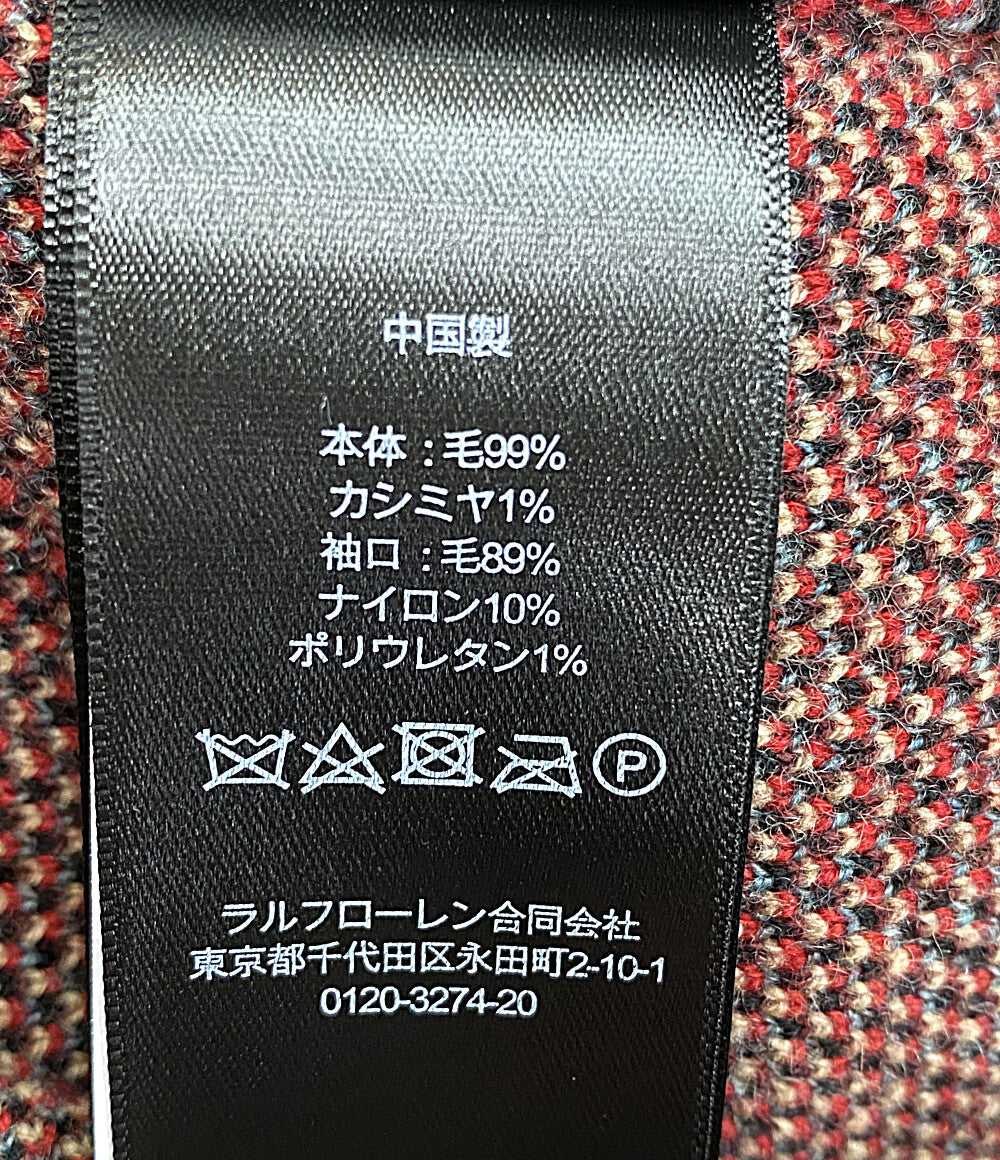 中国製
本体：毛99%
カシミヤ1%
袖口：毛89%
ナイロン10%
ポリウレタン1%
P
ラルフローレン合同会社
東京都千代田区永田町2-10-1
0120-3274-20